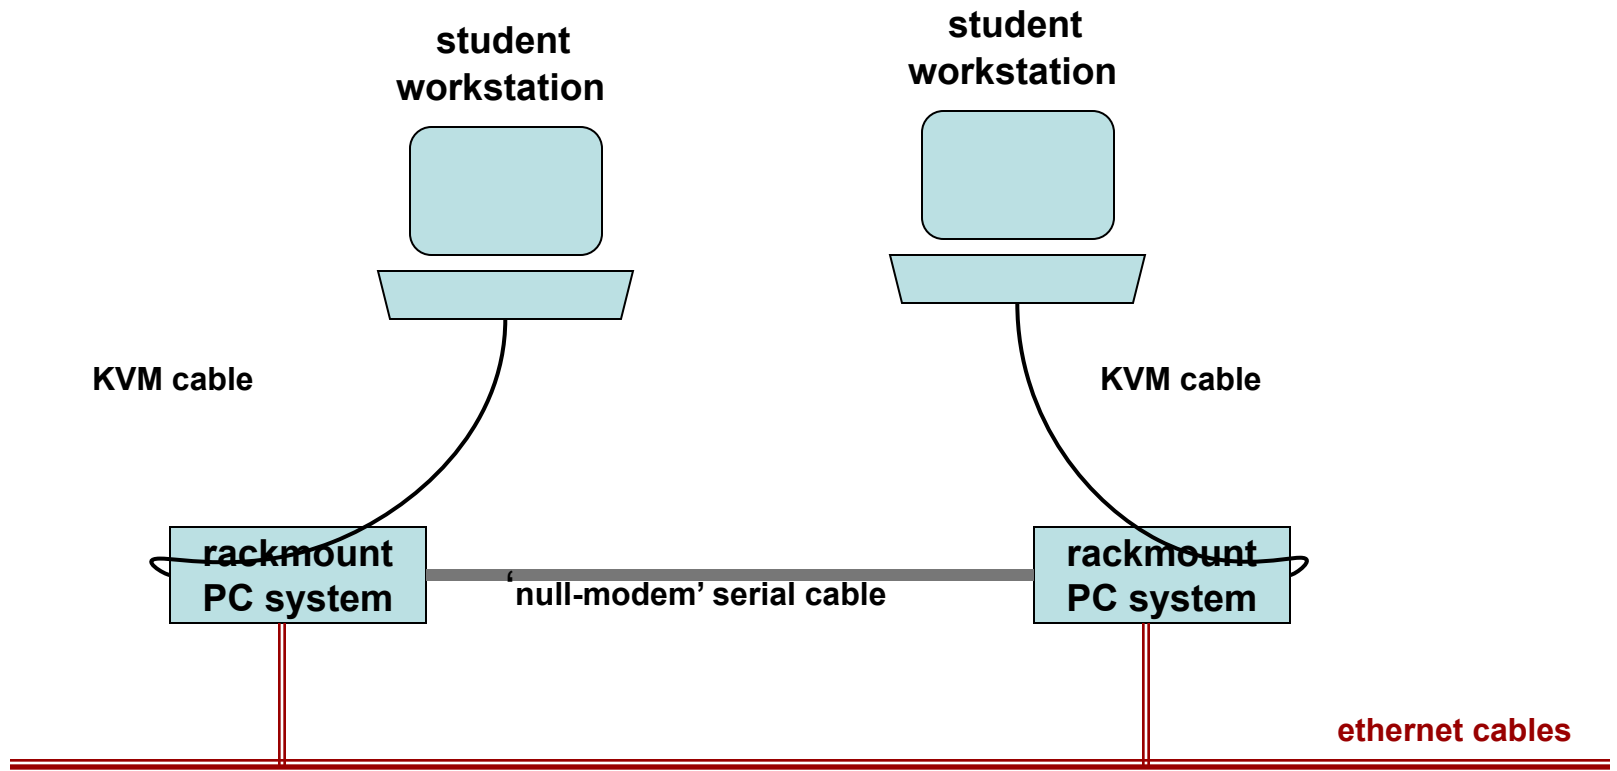 student
workstation
student
workstation
KVM cable
KVM cable
rackmount
PC system
‘null-modem’ serial cable
rackmount
PC system
ethernet cables